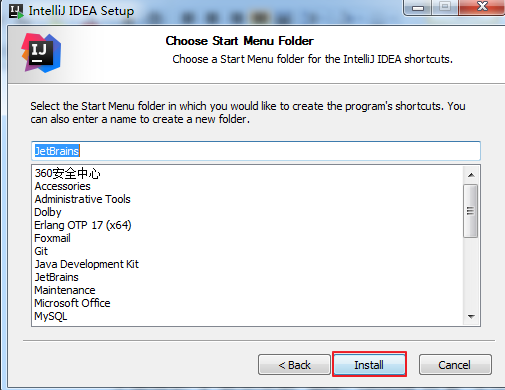 IntelliJ IDEA Setup
IJ
Choose Start Menu Folder
Choose a Start Menu folder for the IntelliJ IDEA shortcuts.
Select the Start Menu folder in which you would like to create the program's shortcuts. You
can also enter a name to create a new folder.
JetBrains
360安全中心
Accessories
Administrative Tools
Dolby
Erlang OTP 17 (x64)
Foxmail
Git
Java Development Kit
JetBrains
Maintenance
Microsoft Office
MySQL
< Back Install Cancel